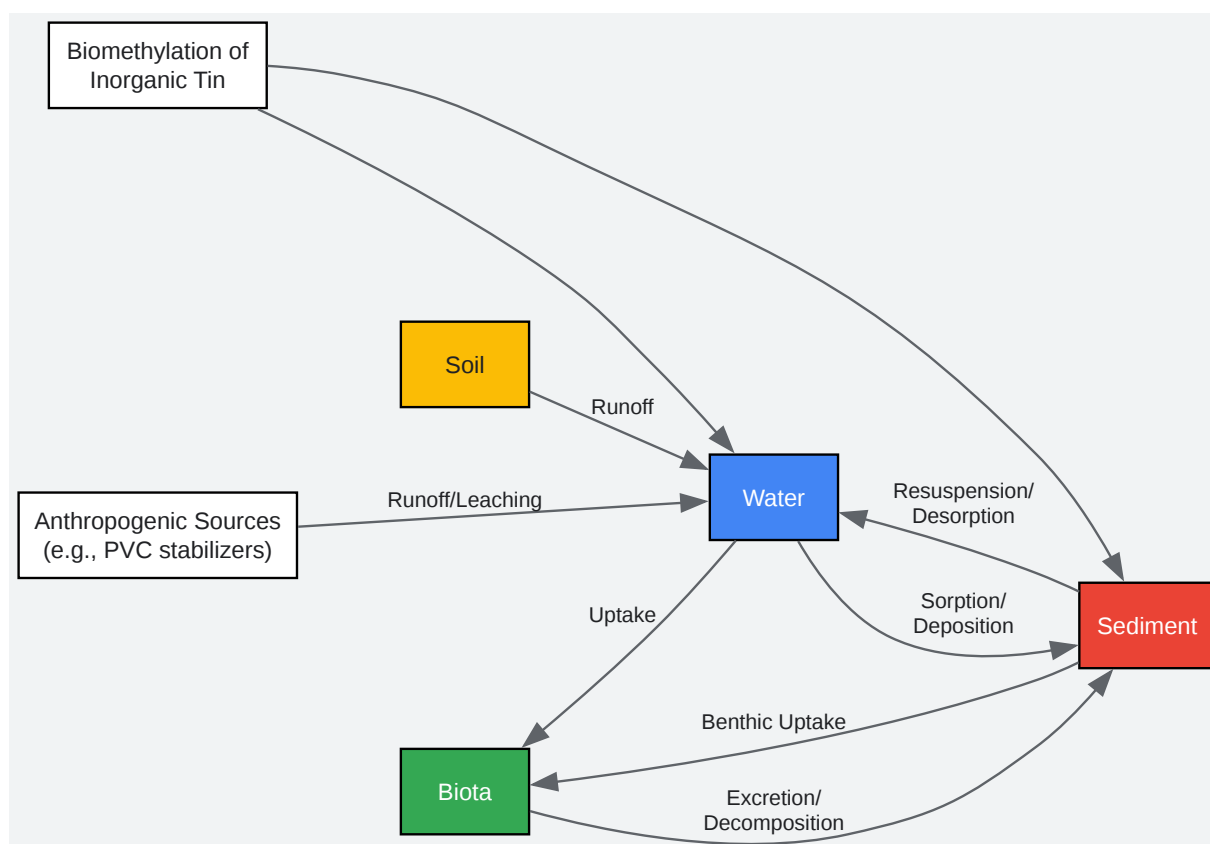 Biomethylation of
Inorganic Tin
Soil
Runoff
Anthropogenic Sources
(e.g., PVC stabilizers)
Runoff/Leaching
Water
Resuspension/
Desorption
Sorption/
Deposition
Sediment
Uptake
Benthic Uptake
Biota
Excretion/
Decomposition